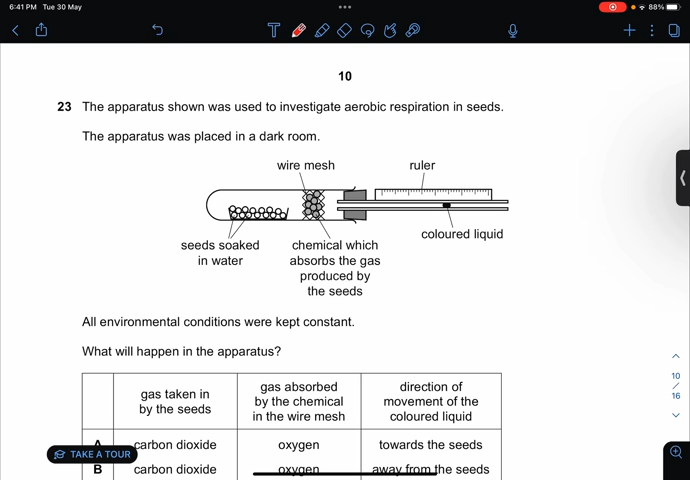 6:41 PM Tue 30 May
88%
10
23 The apparatus shown was used to investigate aerobic respiration in seeds.
The apparatus was placed in a dark room.
wire mesh
ruler
coloured liquid
seeds soaked
in water
chemical which
absorbs the gas
produced by
the seeds
All environmental conditions were kept constant.
What will happen in the apparatus?
gas taken in
by the seeds
gas absorbed
by the chemical
in the wire mesh
direction of
movement of the
coloured liquid
A carbon dioxide oxygen towards the seeds
TAKE A TOUR
B carbon dioxide oxygen away from the seeds
10
/
16